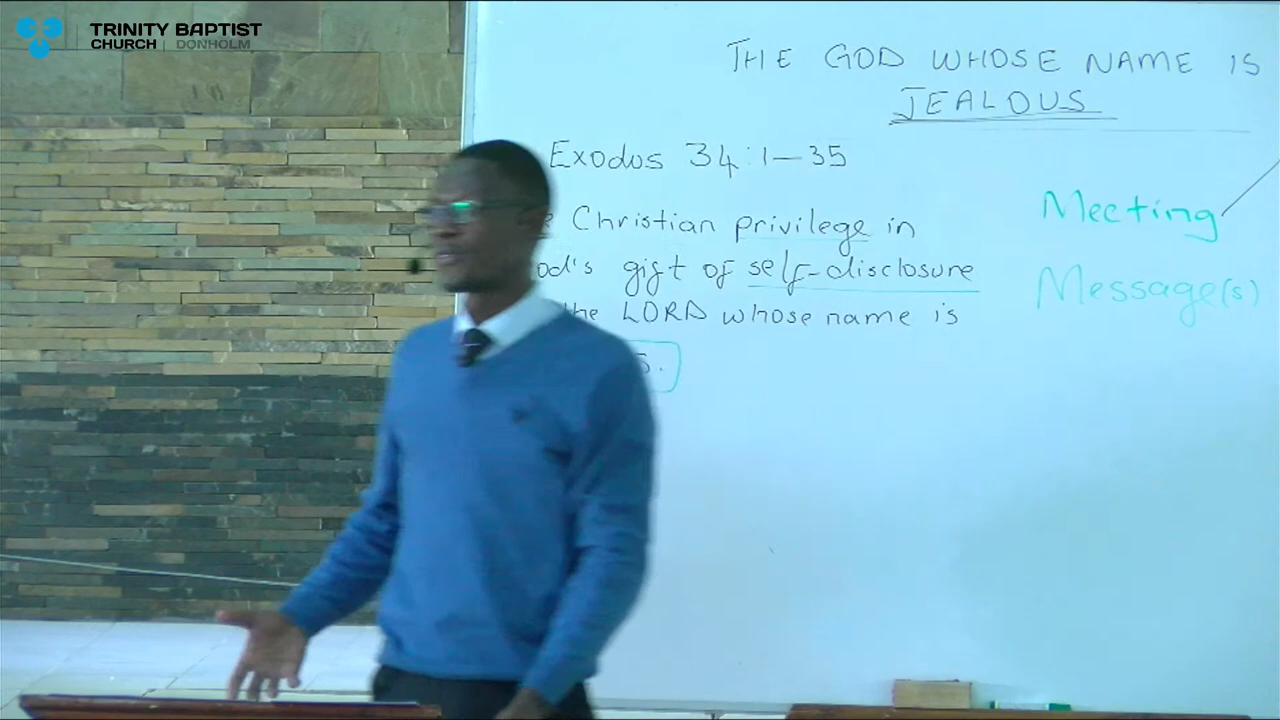 TRINITY BAPTIST
CHURCH | DONHOLM
THE GOD WHOSE NAME IS
JEALOUS
Exodus 34:1-35
Christian privilege in
gift of self-disclosure
LORD whose name is
Meeting
Message(s)